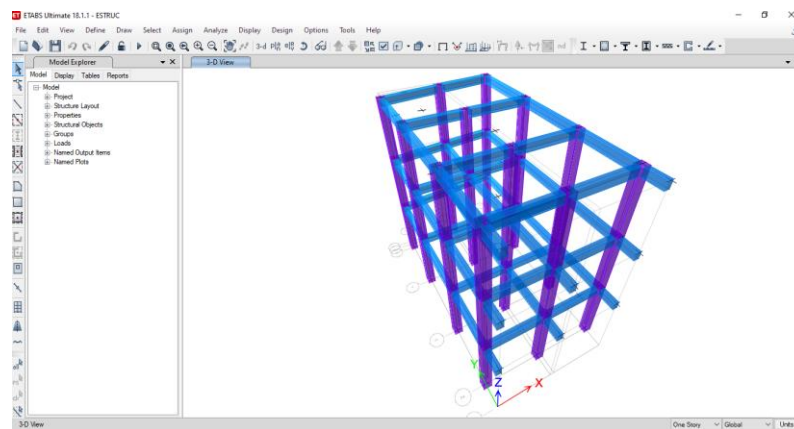 ETABS Ultimate 18.1.1 - ESTRUC
File Edit View Define Draw Select Assign Analyze Display Design Options Tools Help
3-d
Model Explorer
3-D View
Model Display Tables Reports
Model
Project
Structure Layout
Properties
Structural Objects
Groups
Loads
Named Output Items
Named Plots
Y
Z
X
3-D View
One Story
Global
Units